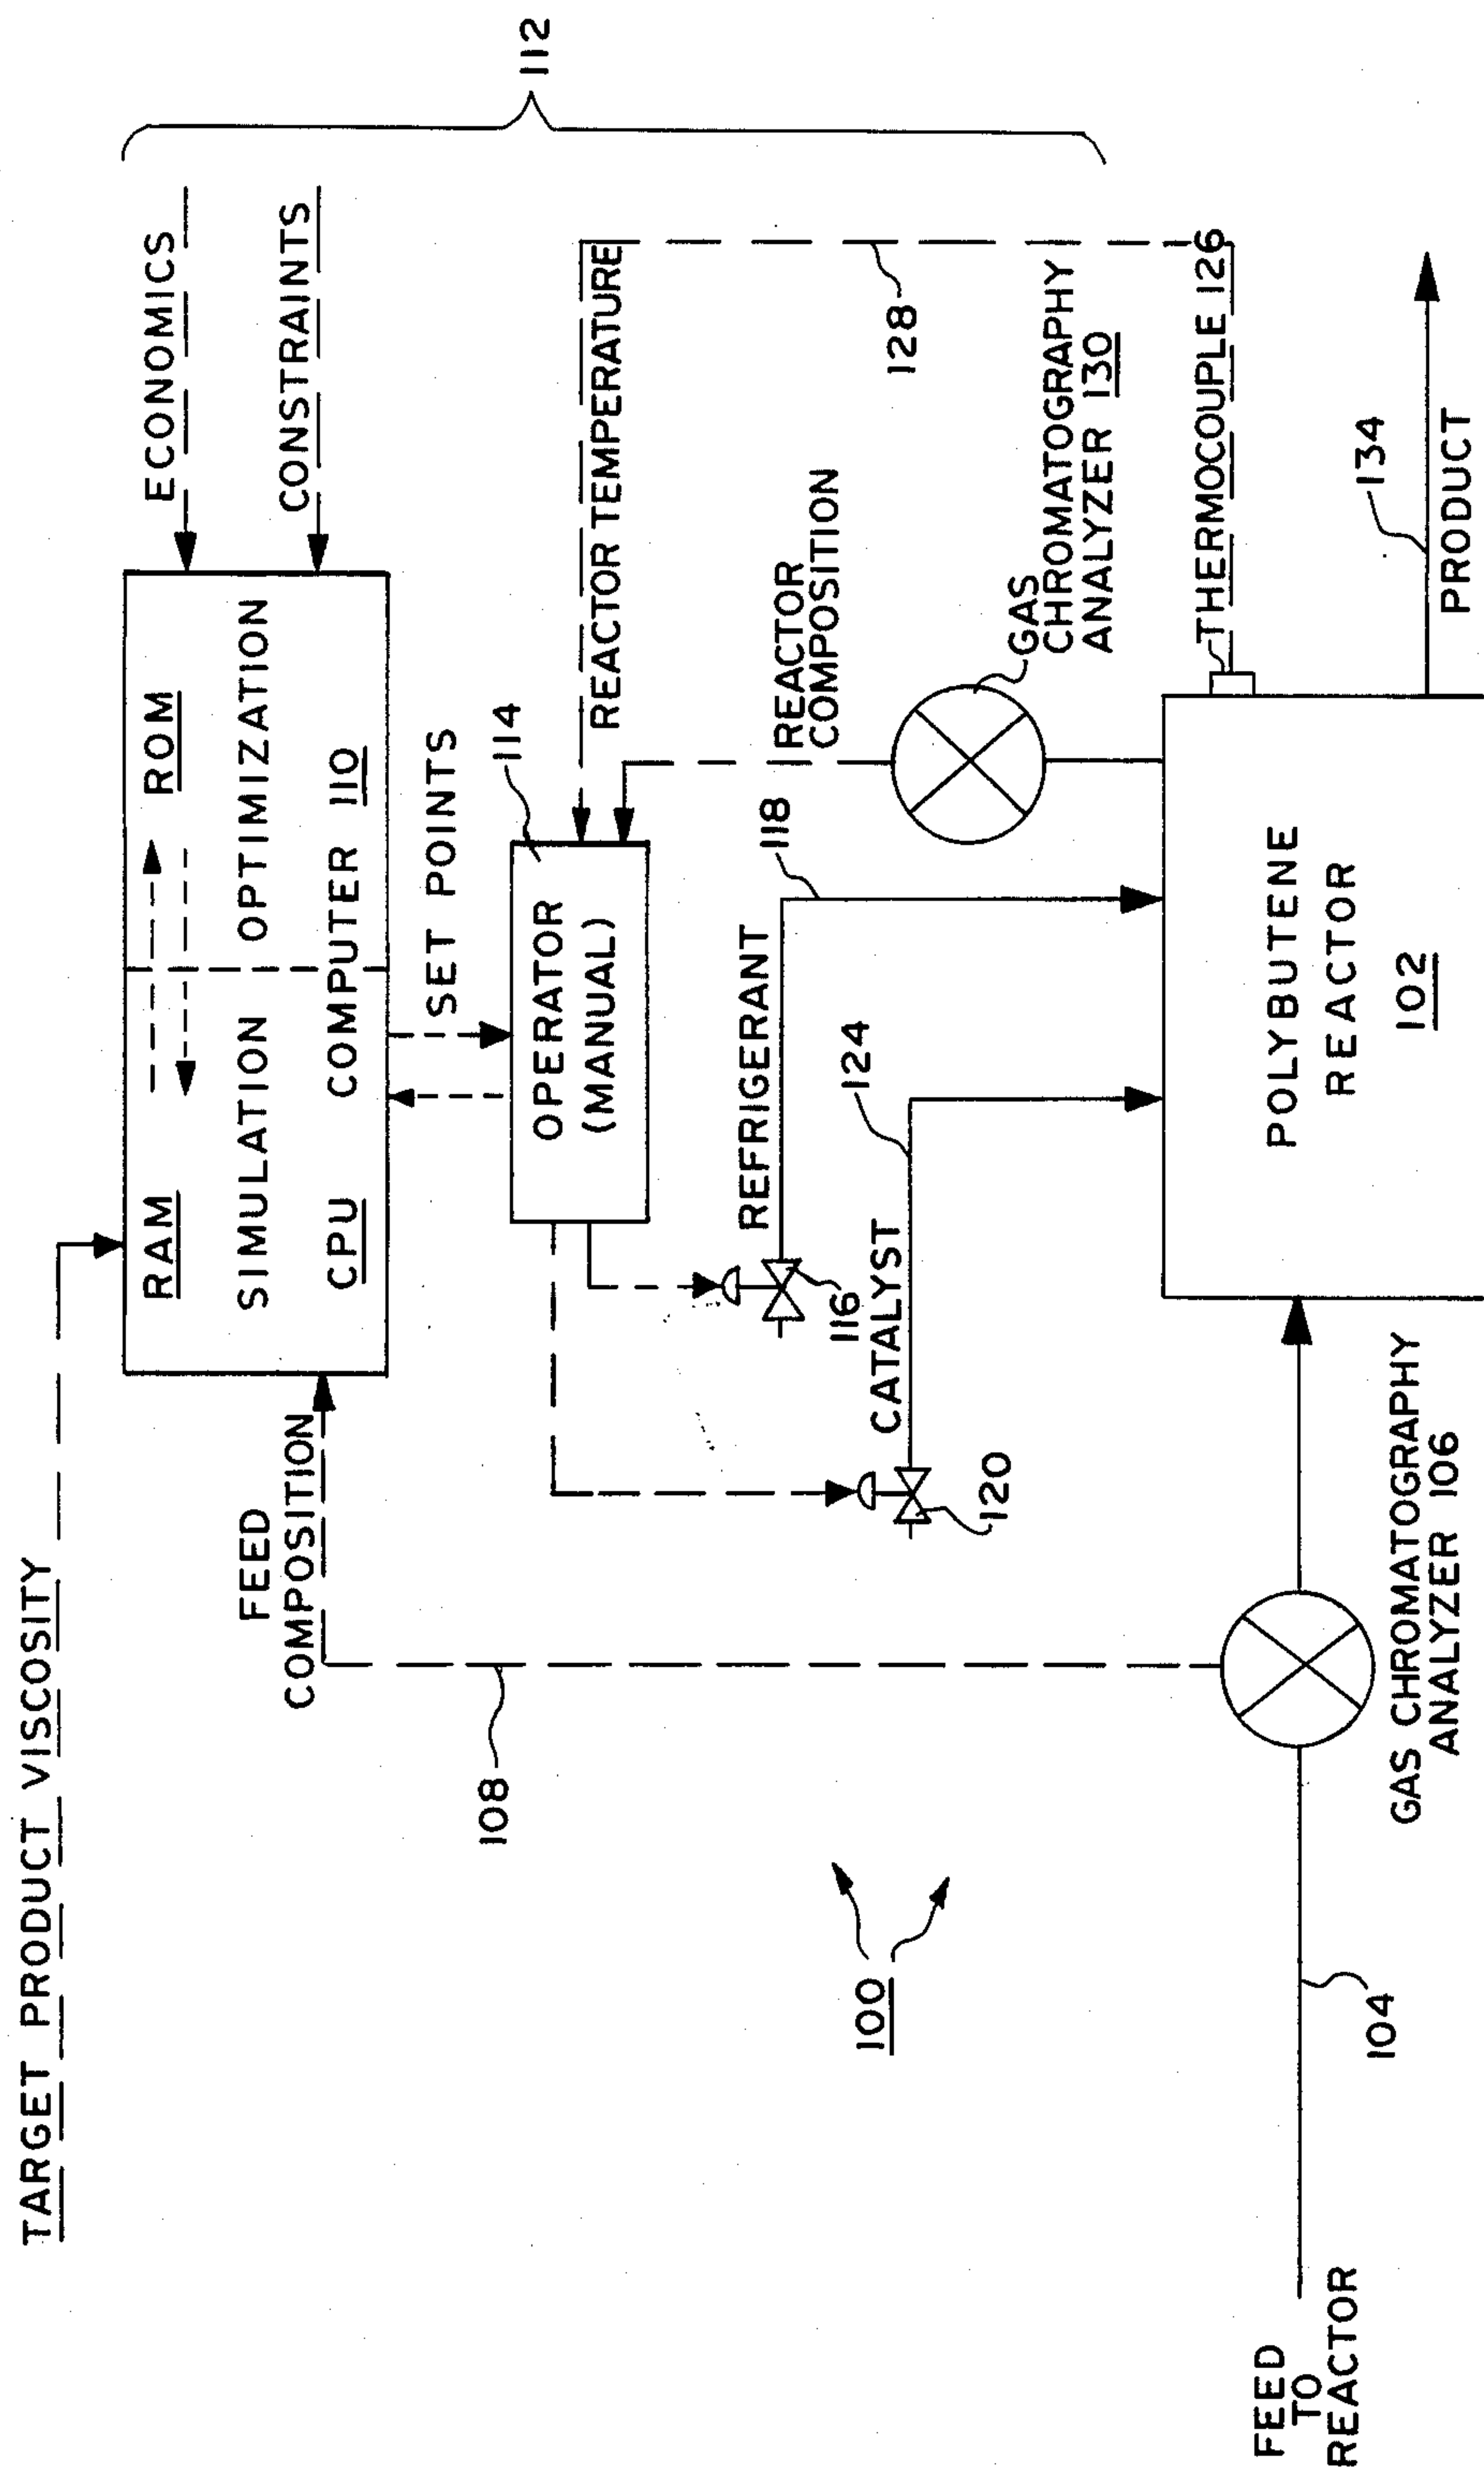 TARGET PRODUCT VISCOSITY
FEED
COMPOSITION
RAM
ROM
SIMULATION
OPTIMIZATION
CPU
COMPUTER 110
ECONOMICS
CONSTRAINTS
112
SET POINTS
114
OPERATOR
(MANUAL)
REACTOR TEMPERATURE
108
REFRIGERANT
116
118
REACTOR
COMPOSITION
128
CATALYST
120
124
GAS
CHROMATOGRAPHY
ANALYZER 130
100
THERMOCOUPLE 126
POLYBUTENE
REACTOR
102
134
PRODUCT
FEED
TO
REACTOR
104
GAS CHROMATOGRAPHY
ANALYZER 106